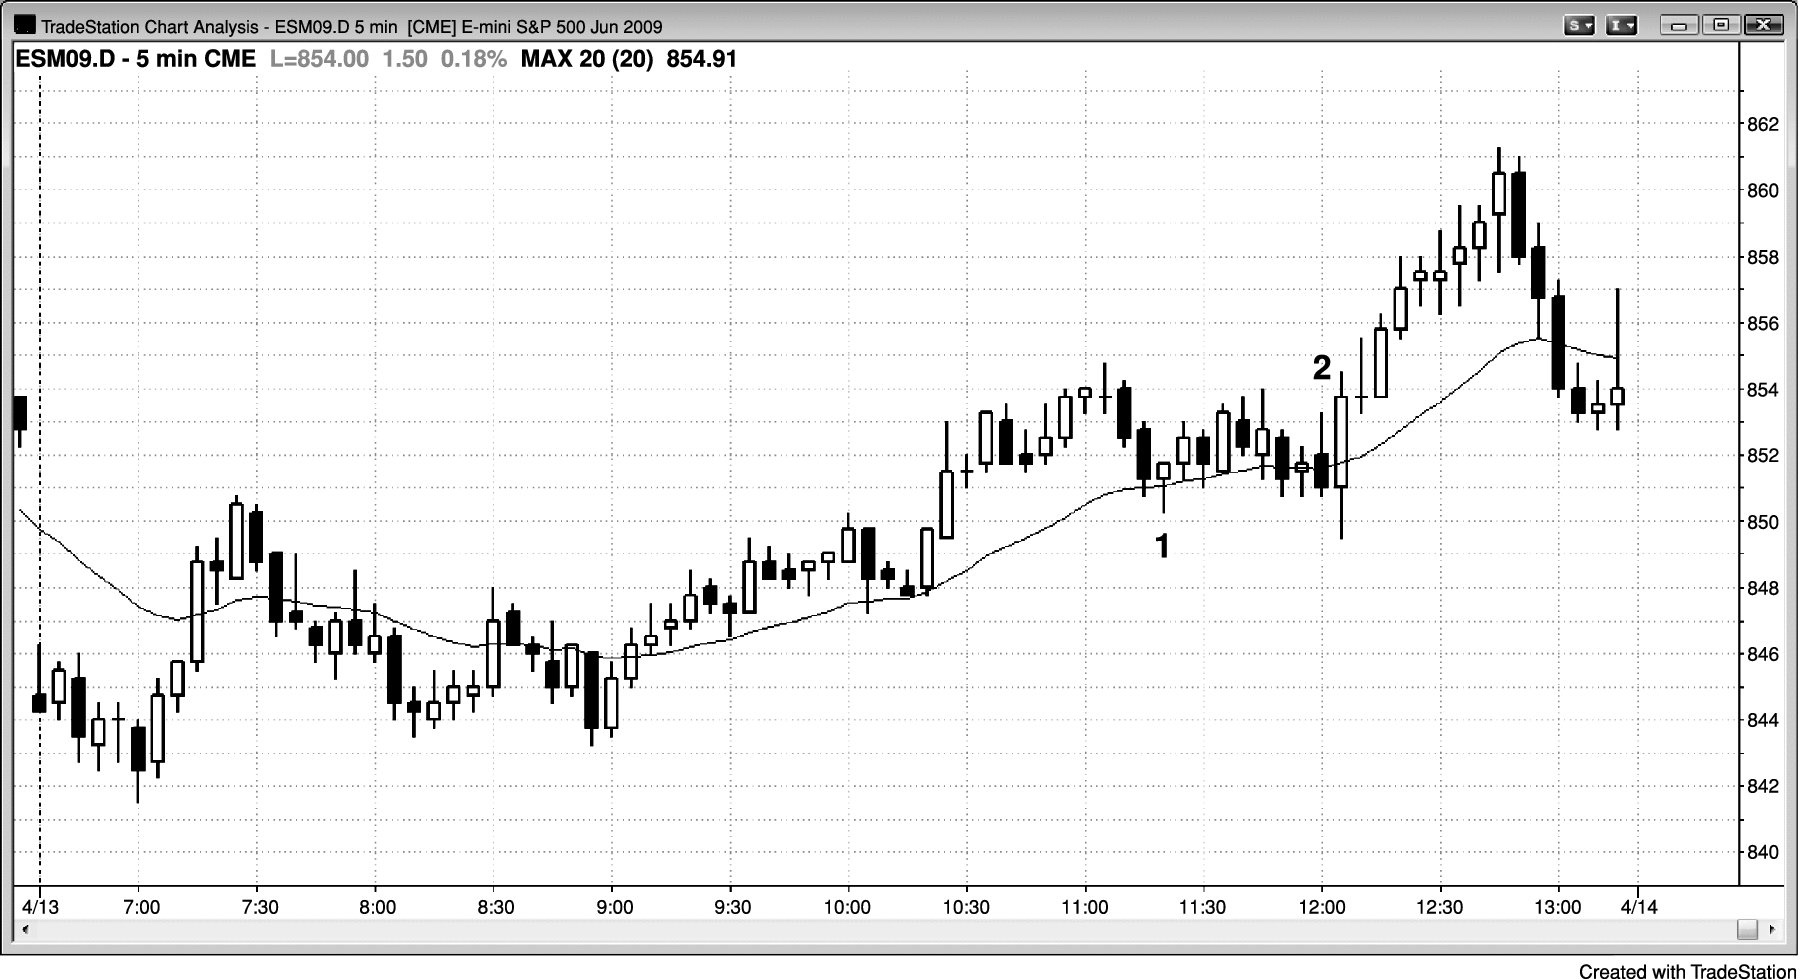 TradeStation Chart Analysis - ESM09.D 5 min [CME] E-mini S&P 500 Jun 2009
S I
ESM09.D - 5 min CME L=854.00 1.50 0.18% MAX 20 (20) 854.91
862
860
858
856
2
854
852
850
1
848
846
844
842
840
4/13 7:00 7:30 8:00 8:30 9:00 9:30 10:00 10:30 11:00 11:30 12:00 12:30 13:00 4/14
Created with TradeStation